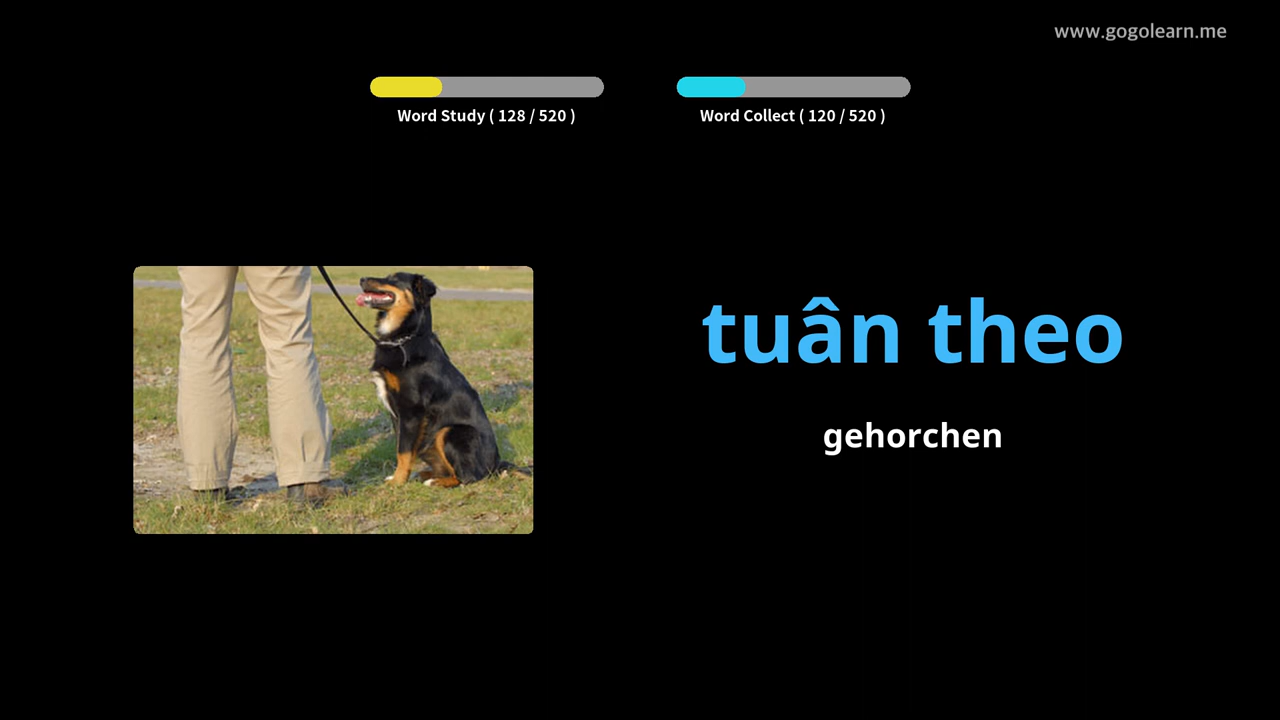 www.gogolearn.me
Word Study ( 128 / 520 )
Word Collect ( 120 / 520 )
tuân theo
gehorchen